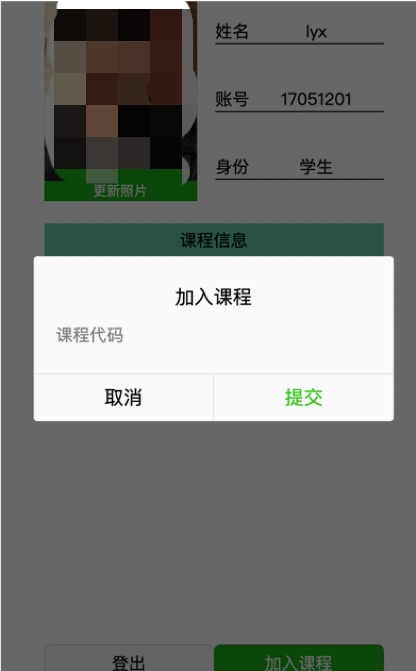 姓名 lyx
账号 17051201
身份 学生
更新照片
课程信息
加入课程
课程代码
取消 提交
登出 加入课程